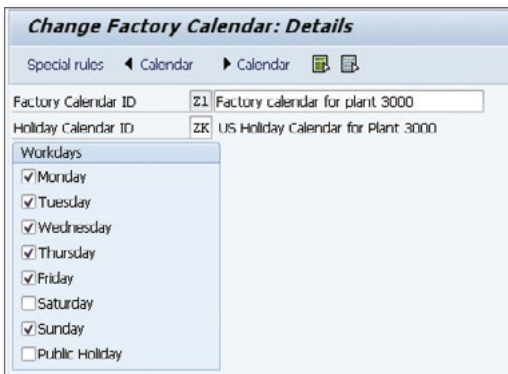 Change Factory Calendar: Details
Special rules Calendar Calendar
Factory Calendar ID Z1 Factory calendar for plant 3000
Holiday Calendar ID ZK US Holiday Calendar for Plant 3000
Workdays
Monday
Tuesday
Wednesday
Thursday
Friday
Saturday
Sunday
Public Holiday